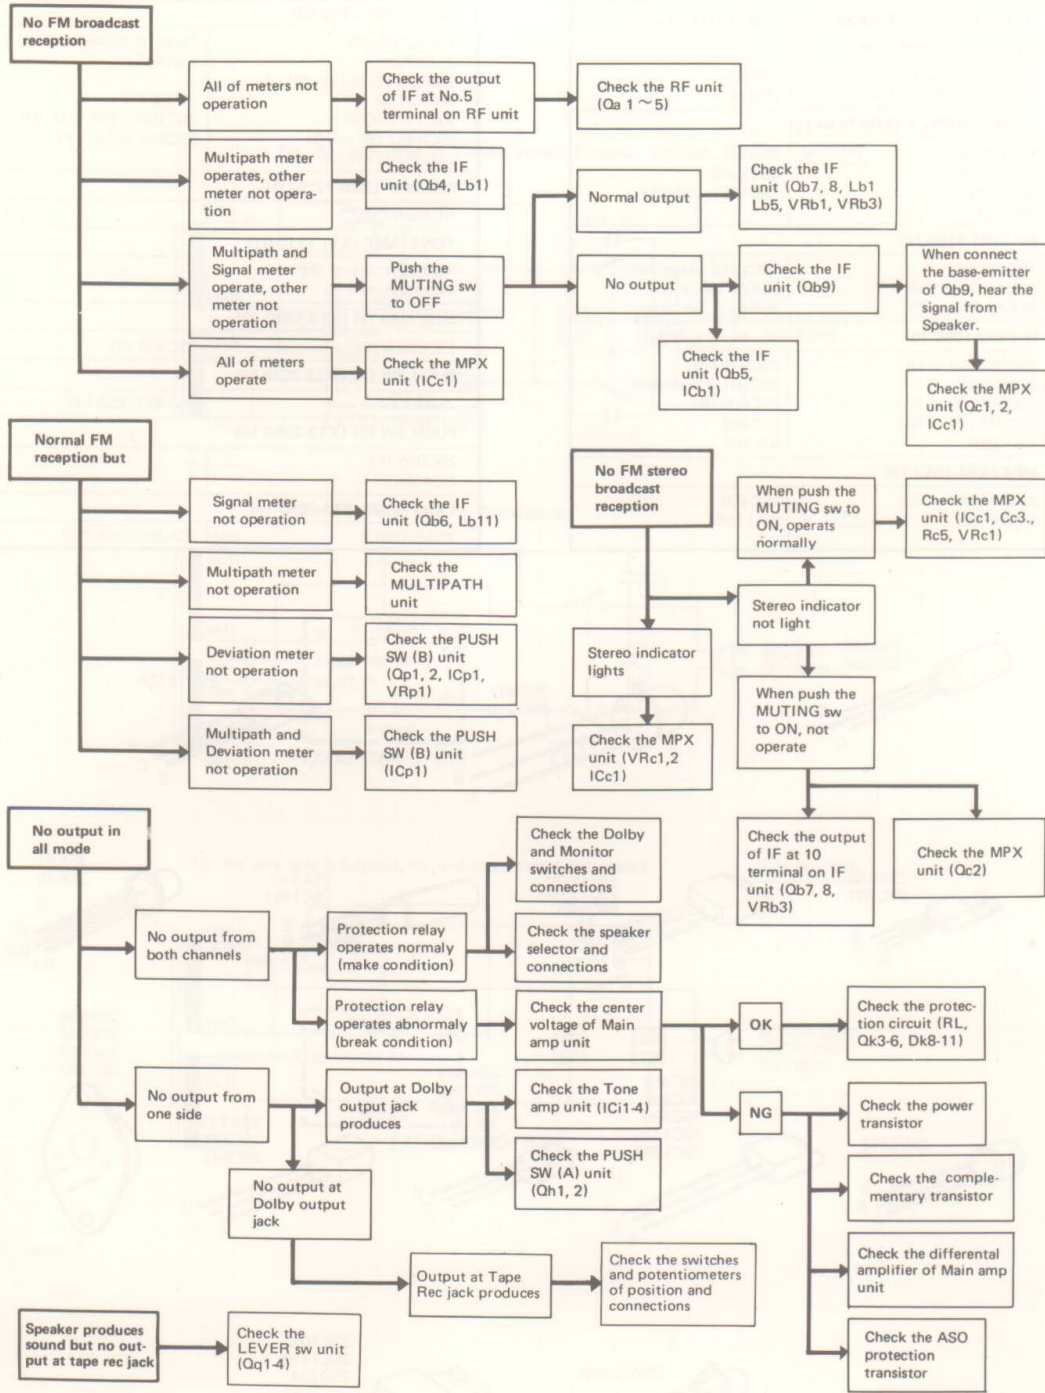 No FM broadcast
reception
All of meters not
operation
Check the output
of IF at No.5
terminal on RF unit
Check the RF unit
(Qa 1 ~ 5)
Multipath meter
operates, other
meter not opera-
tion
Check the IF
unit (Qb4, Lb1)
Normal output
Check the IF
unit (Qb7, 8, Lb1
Lb5, VRb1, VRb3)
Multipath and
Signal meter
operate, other
meter not
operation
Push the
MUTING sw
to OFF
No output
Check the IF
unit (Qb9)
When connect
the base-emitter
of Qb9, hear the
signal from
Speaker.
Check the IF
unit (Qb5,
ICb1)
Check the MPX
unit (Qc1, 2,
ICc1)
All of meters
operate
Check the MPX
unit (ICc1)
Normal FM
reception but
Signal meter
not operation
Check the IF
unit (Qb6, Lb11)
Multipath meter
not operation
Check the
MULTIPATH
unit
Deviation meter
not operation
Check the PUSH
SW (B) unit
(Qp1, 2, ICp1,
VRp1)
Multipath and
Deviation meter
not operation
Check the PUSH
SW (B) unit
(ICp1)
No FM stereo
broadcast
reception
When push the
MUTING sw to
ON, operats
normally
Check the MPX
unit (ICc1, Cc3.,
Rc5, VRc1)
Stereo indicator
not light
Stereo indicator
lights
When push the
MUTING sw
to ON, not
operate
Check the MPX
unit (VRc1,2
ICc1)
Check the output
of IF at 10
terminal on IF
unit (Qb7, 8,
VRb3)
Check the MPX
unit (Qc2)
No output in
all mode
No output from
both channels
Protection relay
operates normaly
(make condition)
Check the Dolby
and Monitor
switches and
connections
Check the speaker
selector and
connections
Protection relay
operates abnormaly
(break condition)
Check the center
voltage of Main
amp unit
OK
Check the protec-
tion circuit (RL,
Qk3-6, Dk8-11)
NG
Check the power
transistor
Check the comple-
mentary transistor
Check the differental
amplifier of Main amp
unit
Check the ASO
protection
transistor
No output from
one side
Output at Dolby
output jack
produces
Check the Tone
amp unit (ICi1-4)
Check the PUSH
SW (A) unit
(Qh1, 2)
No output at
Dolby output
jack
Output at Tape
Rec jack produces
Check the switches
and potentiometers
of position and
connections
Speaker produces
sound but no out-
put at tape rec jack
Check the
LEVER sw unit
(Qq1-4)